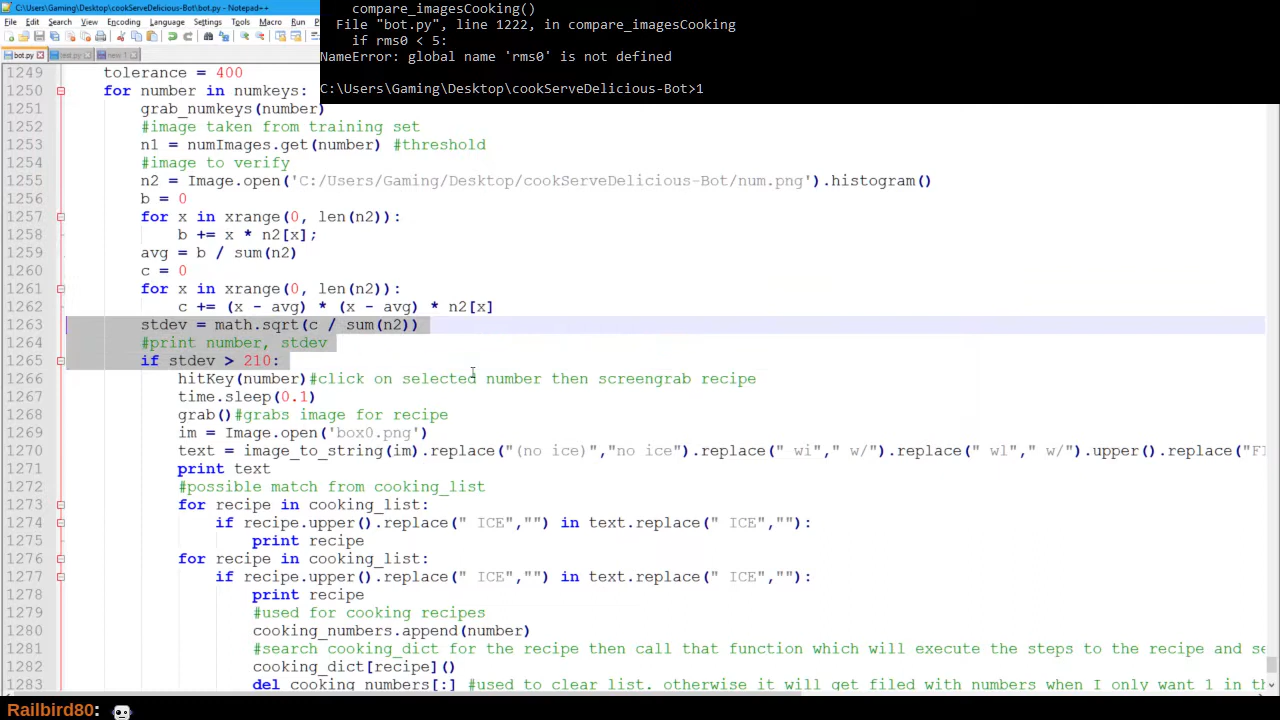 C:\Users\Gaming\Desktop\cookServeDelicious-Bot\bot.py - Notepad++
File Edit Search View Encoding Language Settings Macro Run
bot.py test.py new 1
compare_imagesCooking()
File "bot.py", line 1222, in compare_imagesCooking
if rms0 < 5:
NameError: global name 'rms0' is not defined
C:\Users\Gaming\Desktop\cookServeDelicious-Bot>1
1249 tolerance = 400
1250 for number in numkeys:
1251 grab_numkeys(number)
1252 #image taken from training set
1253 n1 = numImages.get(number) #threshold
1254 #image to verify
1255 n2 = Image.open('C:/Users/Gaming/Desktop/cookServeDelicious-Bot/num.png').histogram()
1256 b = 0
1257 for x in xrange(0, len(n2)):
1258 b += x * n2[x];
1259 avg = b / sum(n2)
1260 c = 0
1261 for x in xrange(0, len(n2)):
1262 c += (x - avg) * (x - avg) * n2[x]
1263 stdev = math.sqrt(c / sum(n2))
1264 #print number, stdev
1265 if stdev > 210:
1266 hitKey(number)#click on selected number then screengrab recipe
1267 time.sleep(0.1)
1268 grab()#grabs image for recipe
1269 im = Image.open('box0.png')
1270 text = image_to_string(im).replace("(no ice)","no ice").replace(" wi"," w/").replace(" wl"," w/").upper().replace("FI
1271 print text
1272 #possible match from cooking_list
1273 for recipe in cooking_list:
1274 if recipe.upper().replace(" ICE","") in text.replace(" ICE",""):
1275 print recipe
1276 for recipe in cooking_list:
1277 if recipe.upper().replace(" ICE","") in text.replace(" ICE",""):
1278 print recipe
1279 #used for cooking recipes
1280 cooking_numbers.append(number)
1281 #search cooking_dict for the recipe then call that function which will execute the steps to the recipe and se
1282 cooking_dict[recipe]()
1283 del cooking_numbers[:] #used to clear list. otherwise it will get filed with numbers when I only want 1 in th
Railbird80: